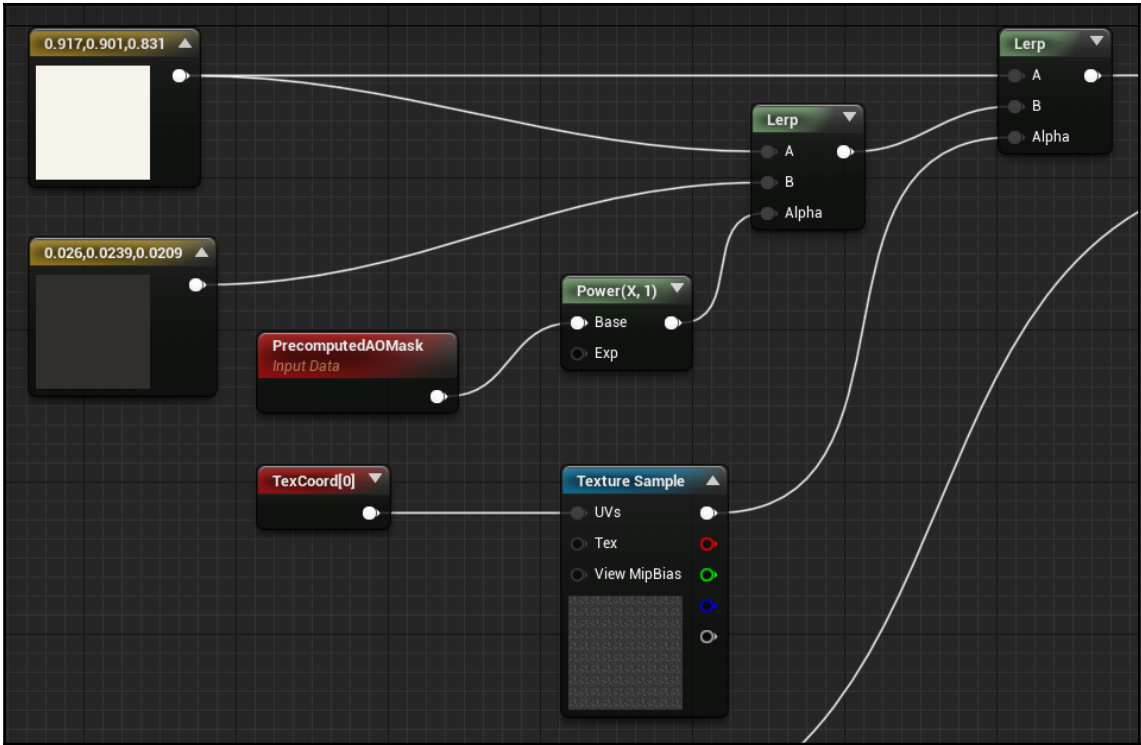 0.917,0.901,0.831
Lerp
A
B
Alpha
Lerp
A
B
Alpha
0.026,0.0239,0.0209
Power(X, 1)
Base
Exp
PrecomputedAOMask
Input Data
TexCoord[0]
Texture Sample
UVs
Tex
View MipBias